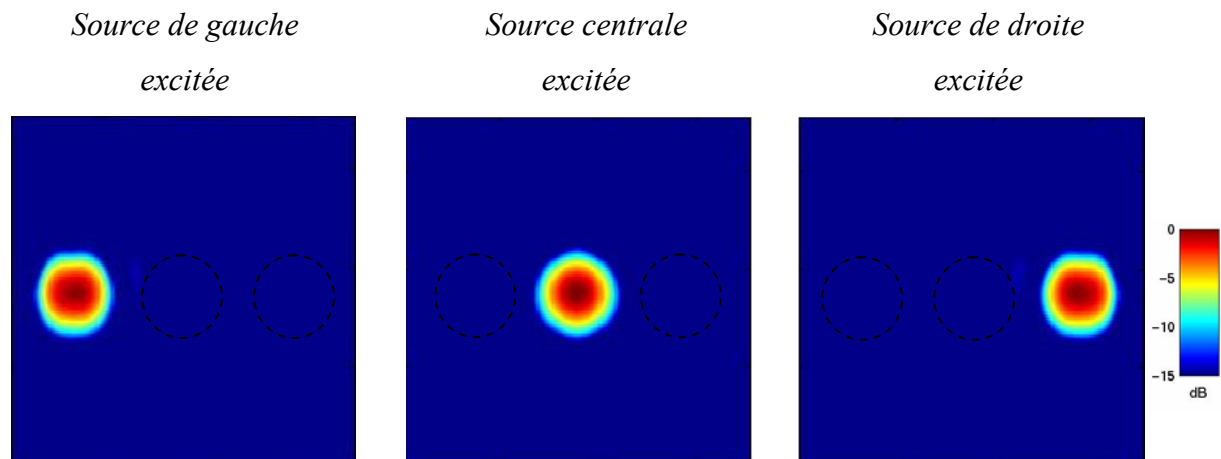 Source de gauche
excitée
Source centrale
excitée
Source de droite
excitée
0
-5
-10
-15
dB